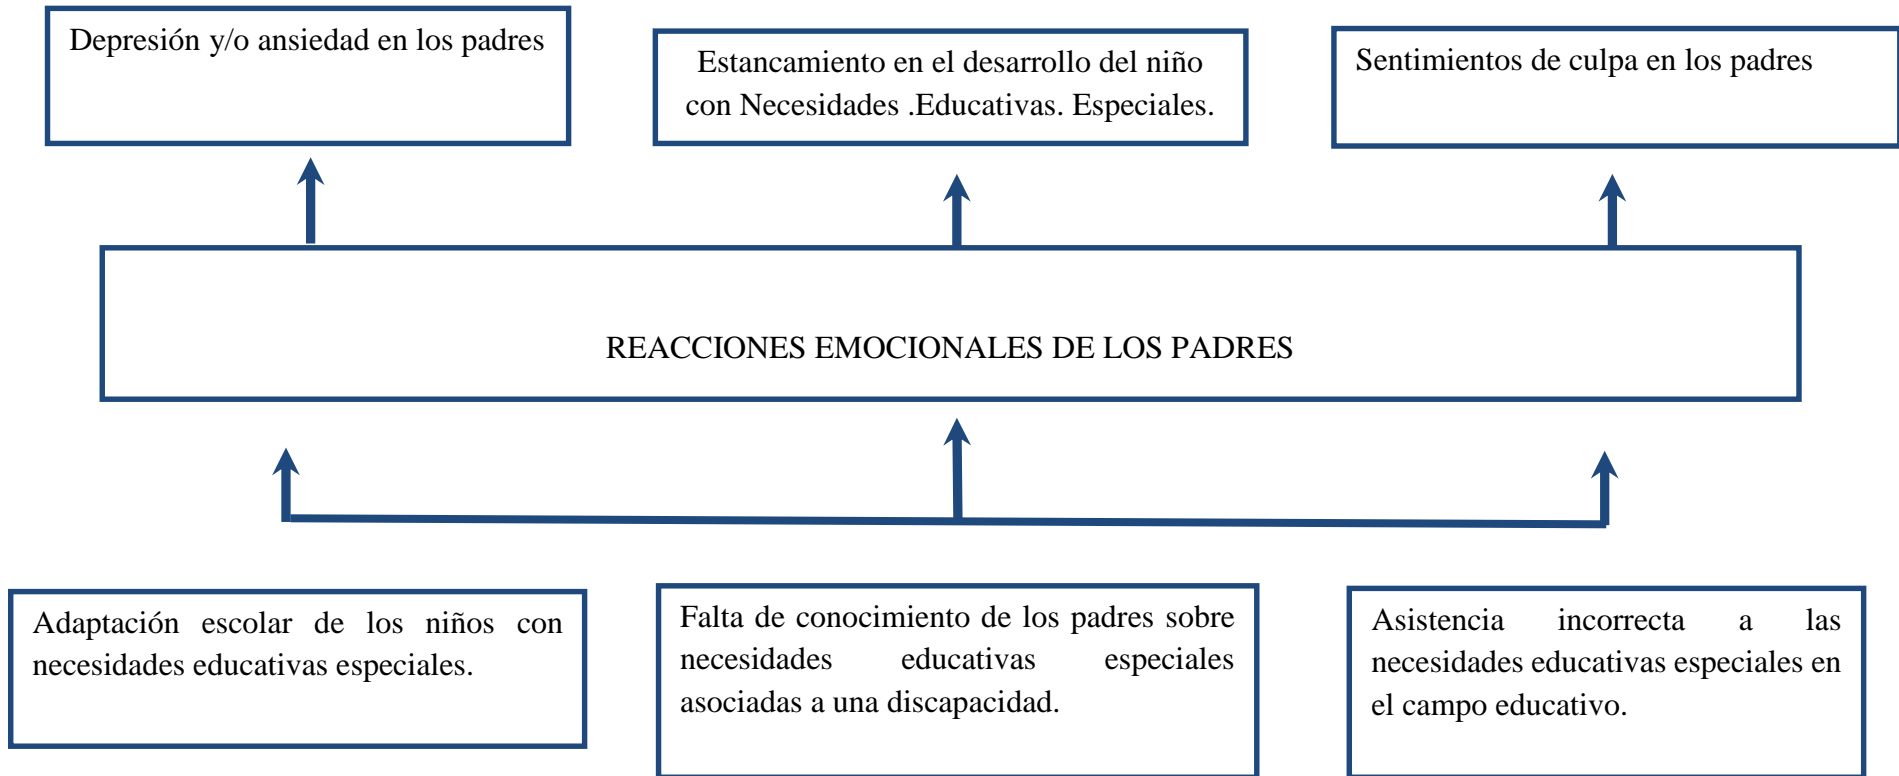 Depresión y/o ansiedad en los padres
Estancamiento en el desarrollo del niño
con Necesidades .Educativas. Especiales.
Sentimientos de culpa en los padres
REACCIONES EMOCIONALES DE LOS PADRES
Adaptación escolar de los niños con
necesidades educativas especiales.
Falta de conocimiento de los padres sobre
necesidades educativas especiales
asociadas a una discapacidad.
Asistencia incorrecta a las
necesidades educativas especiales en
el campo educativo.